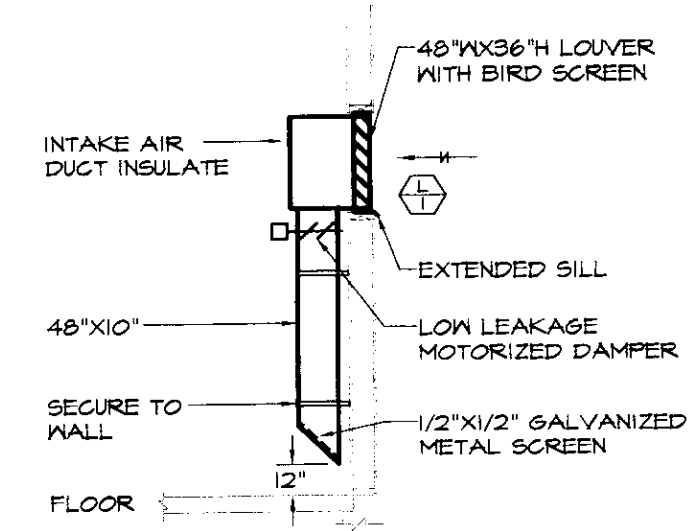 48"WX36"H LOUVER
WITH BIRD SCREEN
INTAKE AIR
DUCT INSULATE
L
1
EXTENDED SILL
48"X10"
LOW LEAKAGE
MOTORIZED DAMPER
SECURE TO
WALL
1/2"X1/2" GALVANIZED
METAL SCREEN
12"
FLOOR